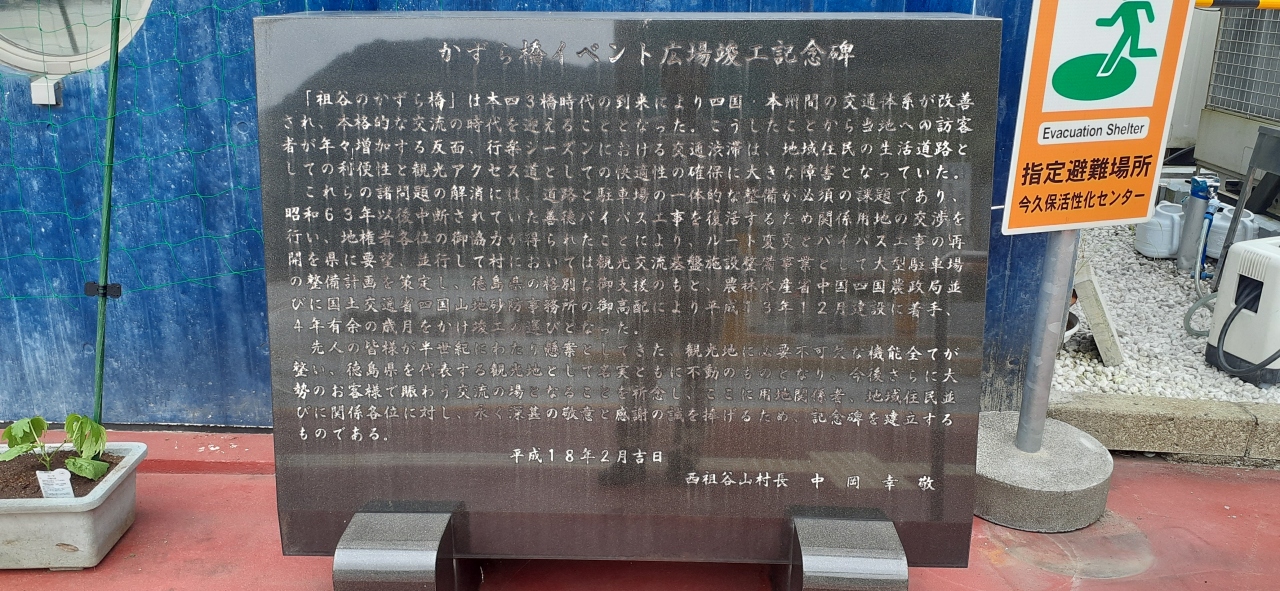 かずら橋イベント広場竣工記念碑
「祖谷のかずら橋」は本四3橋時代の到来により四国・本州間の交通体系が改善
され、本格的な交流の時代を迎えることとなった。こうしたことから当地への訪客
者が年々増加する反面、行楽シーズンにおける交通渋滞は、地域住民の生活道路と
しての利便性と観光アクセス道としての快適性の確保に大きな障害となっていた。
これらの諸問題の解消には、道路と駐車場の一体的な整備が必須の課題であり、
昭和63年以後中断されていた善徳バイパス工事を復活するため関係用地の交渉を
行い、地権者各位の御協力が得られたことにより、ルート変更とバイパス工事の再
開を県に要望し、並行して村においては観光交流基盤施設整備事業として大型駐車場
の整備計画を策定し、徳島県の格別な御支援のもと、農林水産省中国四国農政局並
びに国土交通省四国山地砂防事務所の御高配により平成13年12月建設に着手、
4年有余の歳月をかけ竣工の運びとなった。
先人の皆様が半世紀にわたり懸案としてきた、観光地に必要不可欠な機能全てが
整い、徳島県を代表する観光地として名実ともに不動のものとなり、今後さらに大
勢のお客様で賑わう交流の場となることを祈念し、ここに用地関係者、地域住民並
びに関係各位に対し、永く深甚の敬意と感謝の誠を捧げるため、記念碑を建立する
ものである。
平成18年2月吉日
西祖谷山村長 中岡幸敬
Evacuation Shelter
指定避難場所
今久保活性化センター